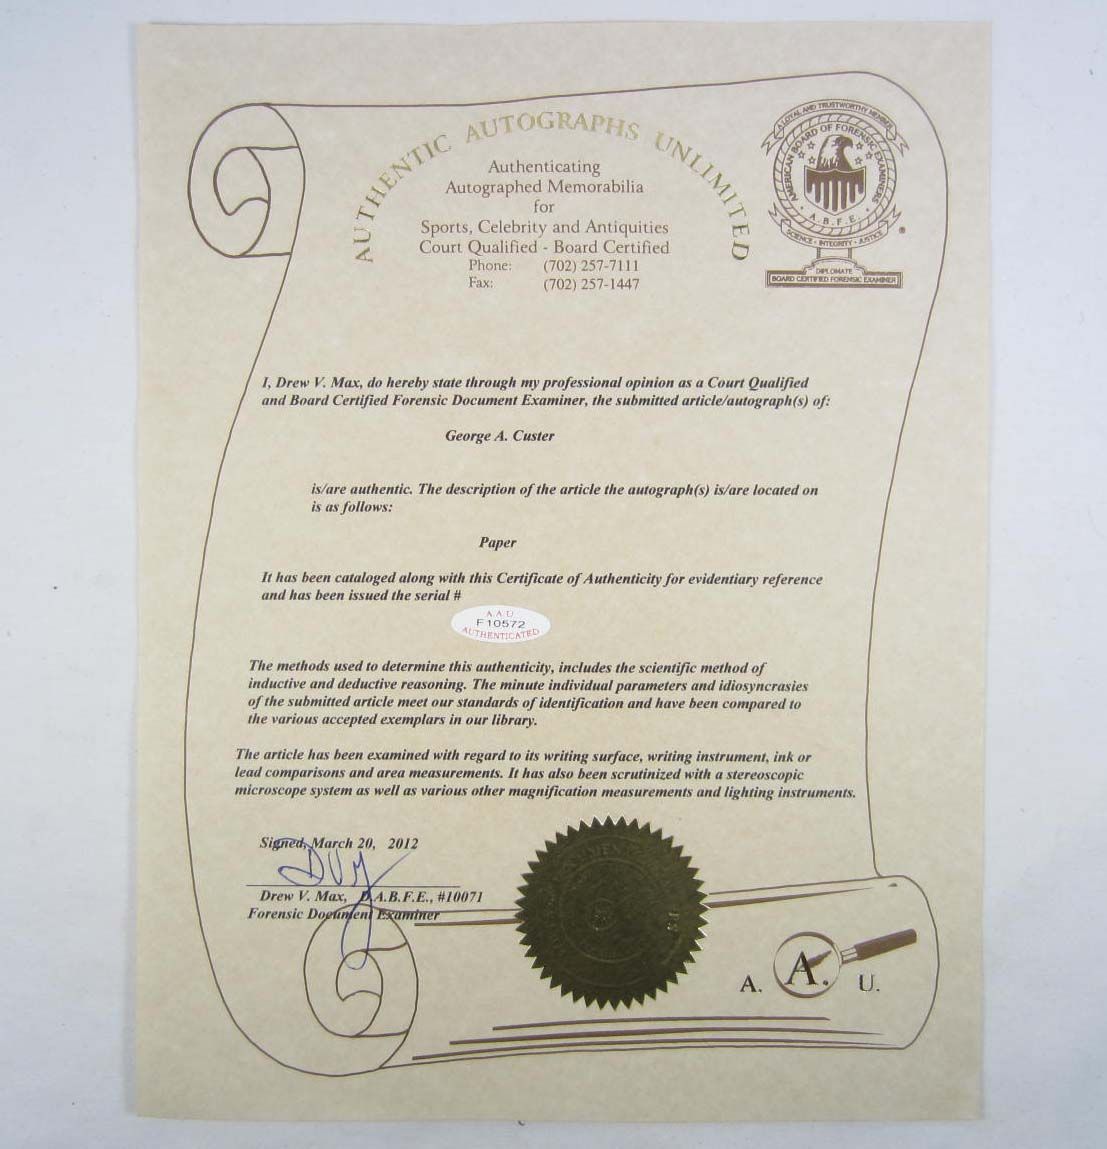 AUTHENTIC AUTOGRAPHS UNLIMITED
Authenticating
Autographed Memorabilia
for
Sports, Celebrity and Antiquities
Court Qualified - Board Certified
Phone: (702) 257-7111
Fax: (702) 257-1447
A LOYAL AND TRUSTWORTHY MEMBER
AMERICAN BOARD OF FORENSIC EXAMINERS
A.B.F.E.
SCIENCE - INTEGRITY - JUSTICE
DIPLOMATE
BOARD CERTIFIED FORENSIC EXAMINER
I, Drew V. Max, do hereby state through my professional opinion as a Court Qualified
and Board Certified Forensic Document Examiner, the submitted article/autograph(s) of:
George A. Custer
is/are authentic. The description of the article the autograph(s) is/are located on
is as follows:
Paper
It has been cataloged along with this Certificate of Authenticity for evidentiary reference
and has been issued the serial #
A.A.U.
F10572
AUTHENTICATED
The methods used to determine this authenticity, includes the scientific method of
inductive and deductive reasoning. The minute individual parameters and idiosyncrasies
of the submitted article meet our standards of identification and have been compared to
the various accepted exemplars in our library.
The article has been examined with regard to its writing surface, writing instrument, ink or
lead comparisons and area measurements. It has also been scrutinized with a stereoscopic
microscope system as well as various other magnification measurements and lighting instruments.
Signed, March 20, 2012
Drew V. Max, D.A.B.F.E., #10071
Forensic Document Examiner
A. A. U.